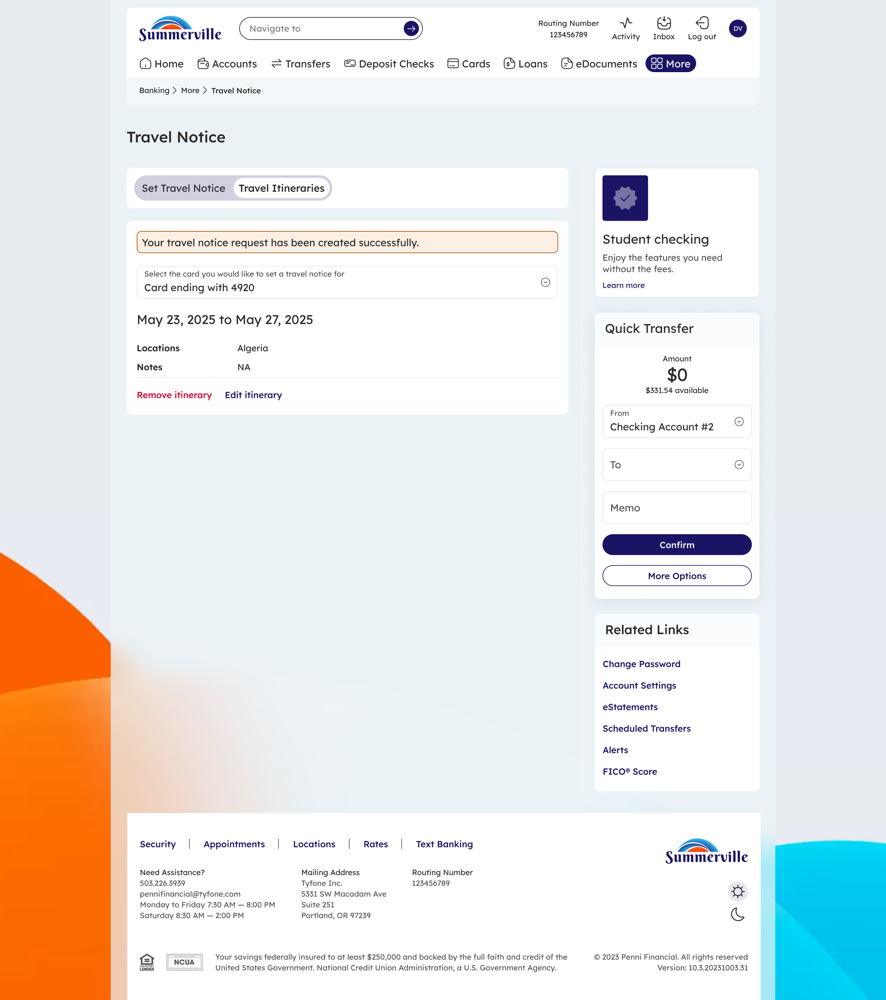 Summerville
Navigate to
Routing Number
123456789
Activity
Inbox
Log out
DV
Home
Accounts
Transfers
Deposit Checks
Cards
Loans
eDocuments
More
Banking
More
Travel Notice
Travel Notice
Set Travel Notice
Travel Itineraries
Your travel notice request has been created successfully.
Select the card you would like to set a travel notice for
Card ending with 4920
May 23, 2025 to May 27, 2025
Locations
Algeria
Notes
NA
Remove itinerary
Edit itinerary
Student checking
Enjoy the features you need
without the fees.
Learn more
Quick Transfer
Amount
$0
$331.54 available
From
Checking Account #2
To
Memo
Confirm
More Options
Related Links
Change Password
Account Settings
eStatements
Scheduled Transfers
Alerts
FICO® Score
Security
Appointments
Locations
Rates
Text Banking
Summerville
Need Assistance?
503.226.3939
pennifinancial@tyfone.com
Monday to Friday 7:30 AM — 8:00 PM
Saturday 8:30 AM — 2:00 PM
Mailing Address
Tyfone Inc.
5331 SW Macadam Ave
Suite 251
Portland, OR 97239
Routing Number
123456789
LENDER
NCUA
Your savings federally insured to at least $250,000 and backed by the full faith and credit of the
United States Government. National Credit Union Administration, a U.S. Government Agency.
© 2023 Penni Financial. All rights reserved
Version: 10.3.20231003.31